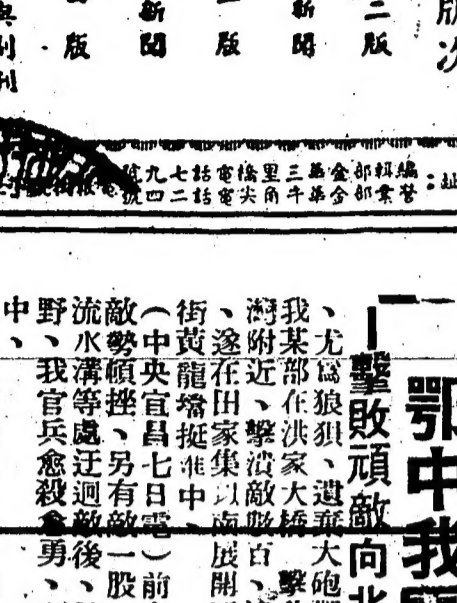 版次
二版
新聞
版
新聞
版
與副刊
址：
編輯部金華三里橋電話七九號
營業部金華牛角尖電話二四號
鄂中我
擊敗頑敵向北
、尤爲狼狽、遺棄大砲
我某部在洪家大橋 擊
灣附近、擊潰敵數百、
、遂在田家集以南展開
街黃龍壋挺進中、
（中央宜昌七日電）前
敵勢頓挫、另有敵一股
流水溝等處迂迴敵後、
野、我官兵愈殺愈勇、
中、